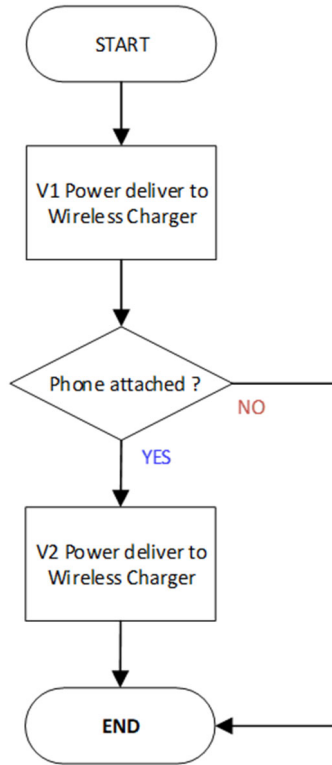 START
V1 Power deliver to
Wireless Charger
Phone attached ?
NO
YES
V2 Power deliver to
Wireless Charger
END